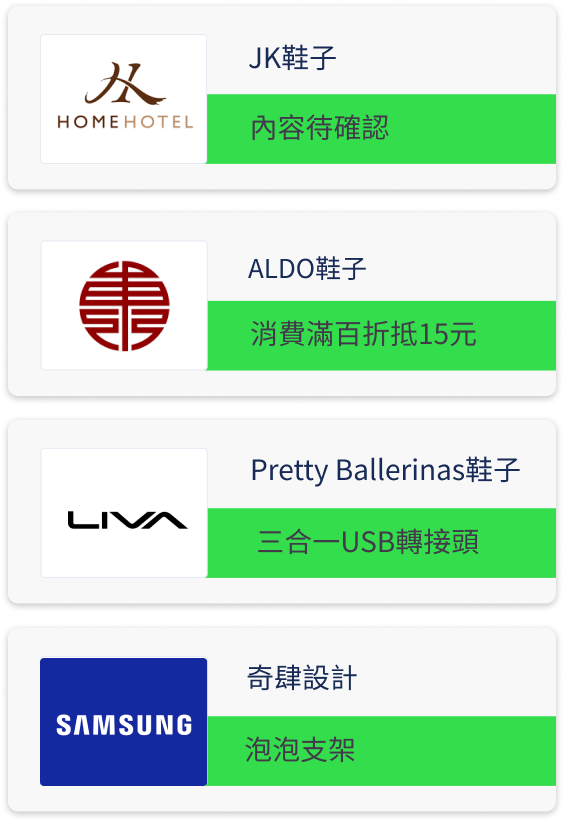 JK鞋子
HOMEHOTEL
內容待確認
ALDO鞋子
消費滿百折抵15元
Pretty Ballerinas鞋子
LIVA
三合一USB轉接頭
奇肆設計
SAMSUNG
泡泡支架